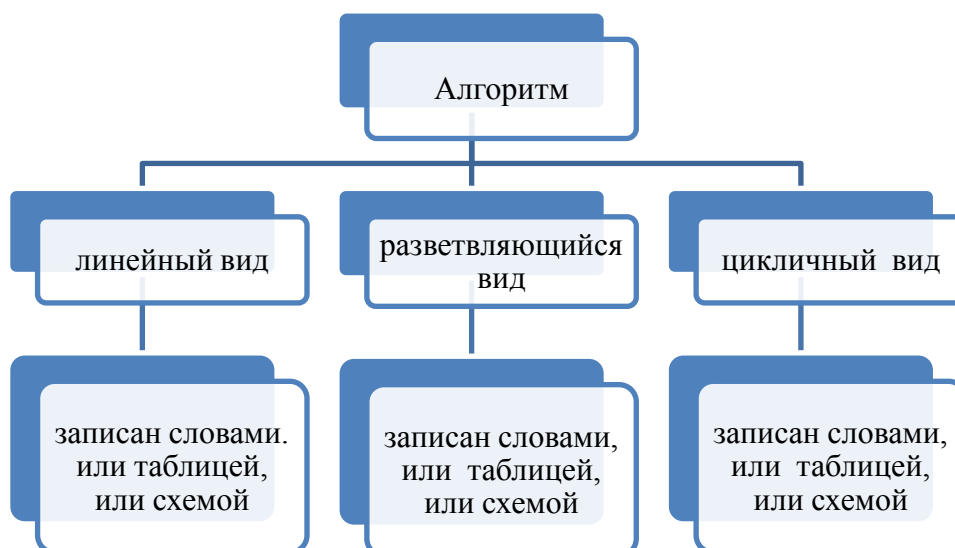 Алгоритм
линейный вид
разветвляющийся
вид
цикличный вид
записан словами.
или таблицей,
или схемой
записан словами,
или таблицей,
или схемой
записан словами,
или таблицей,
или схемой